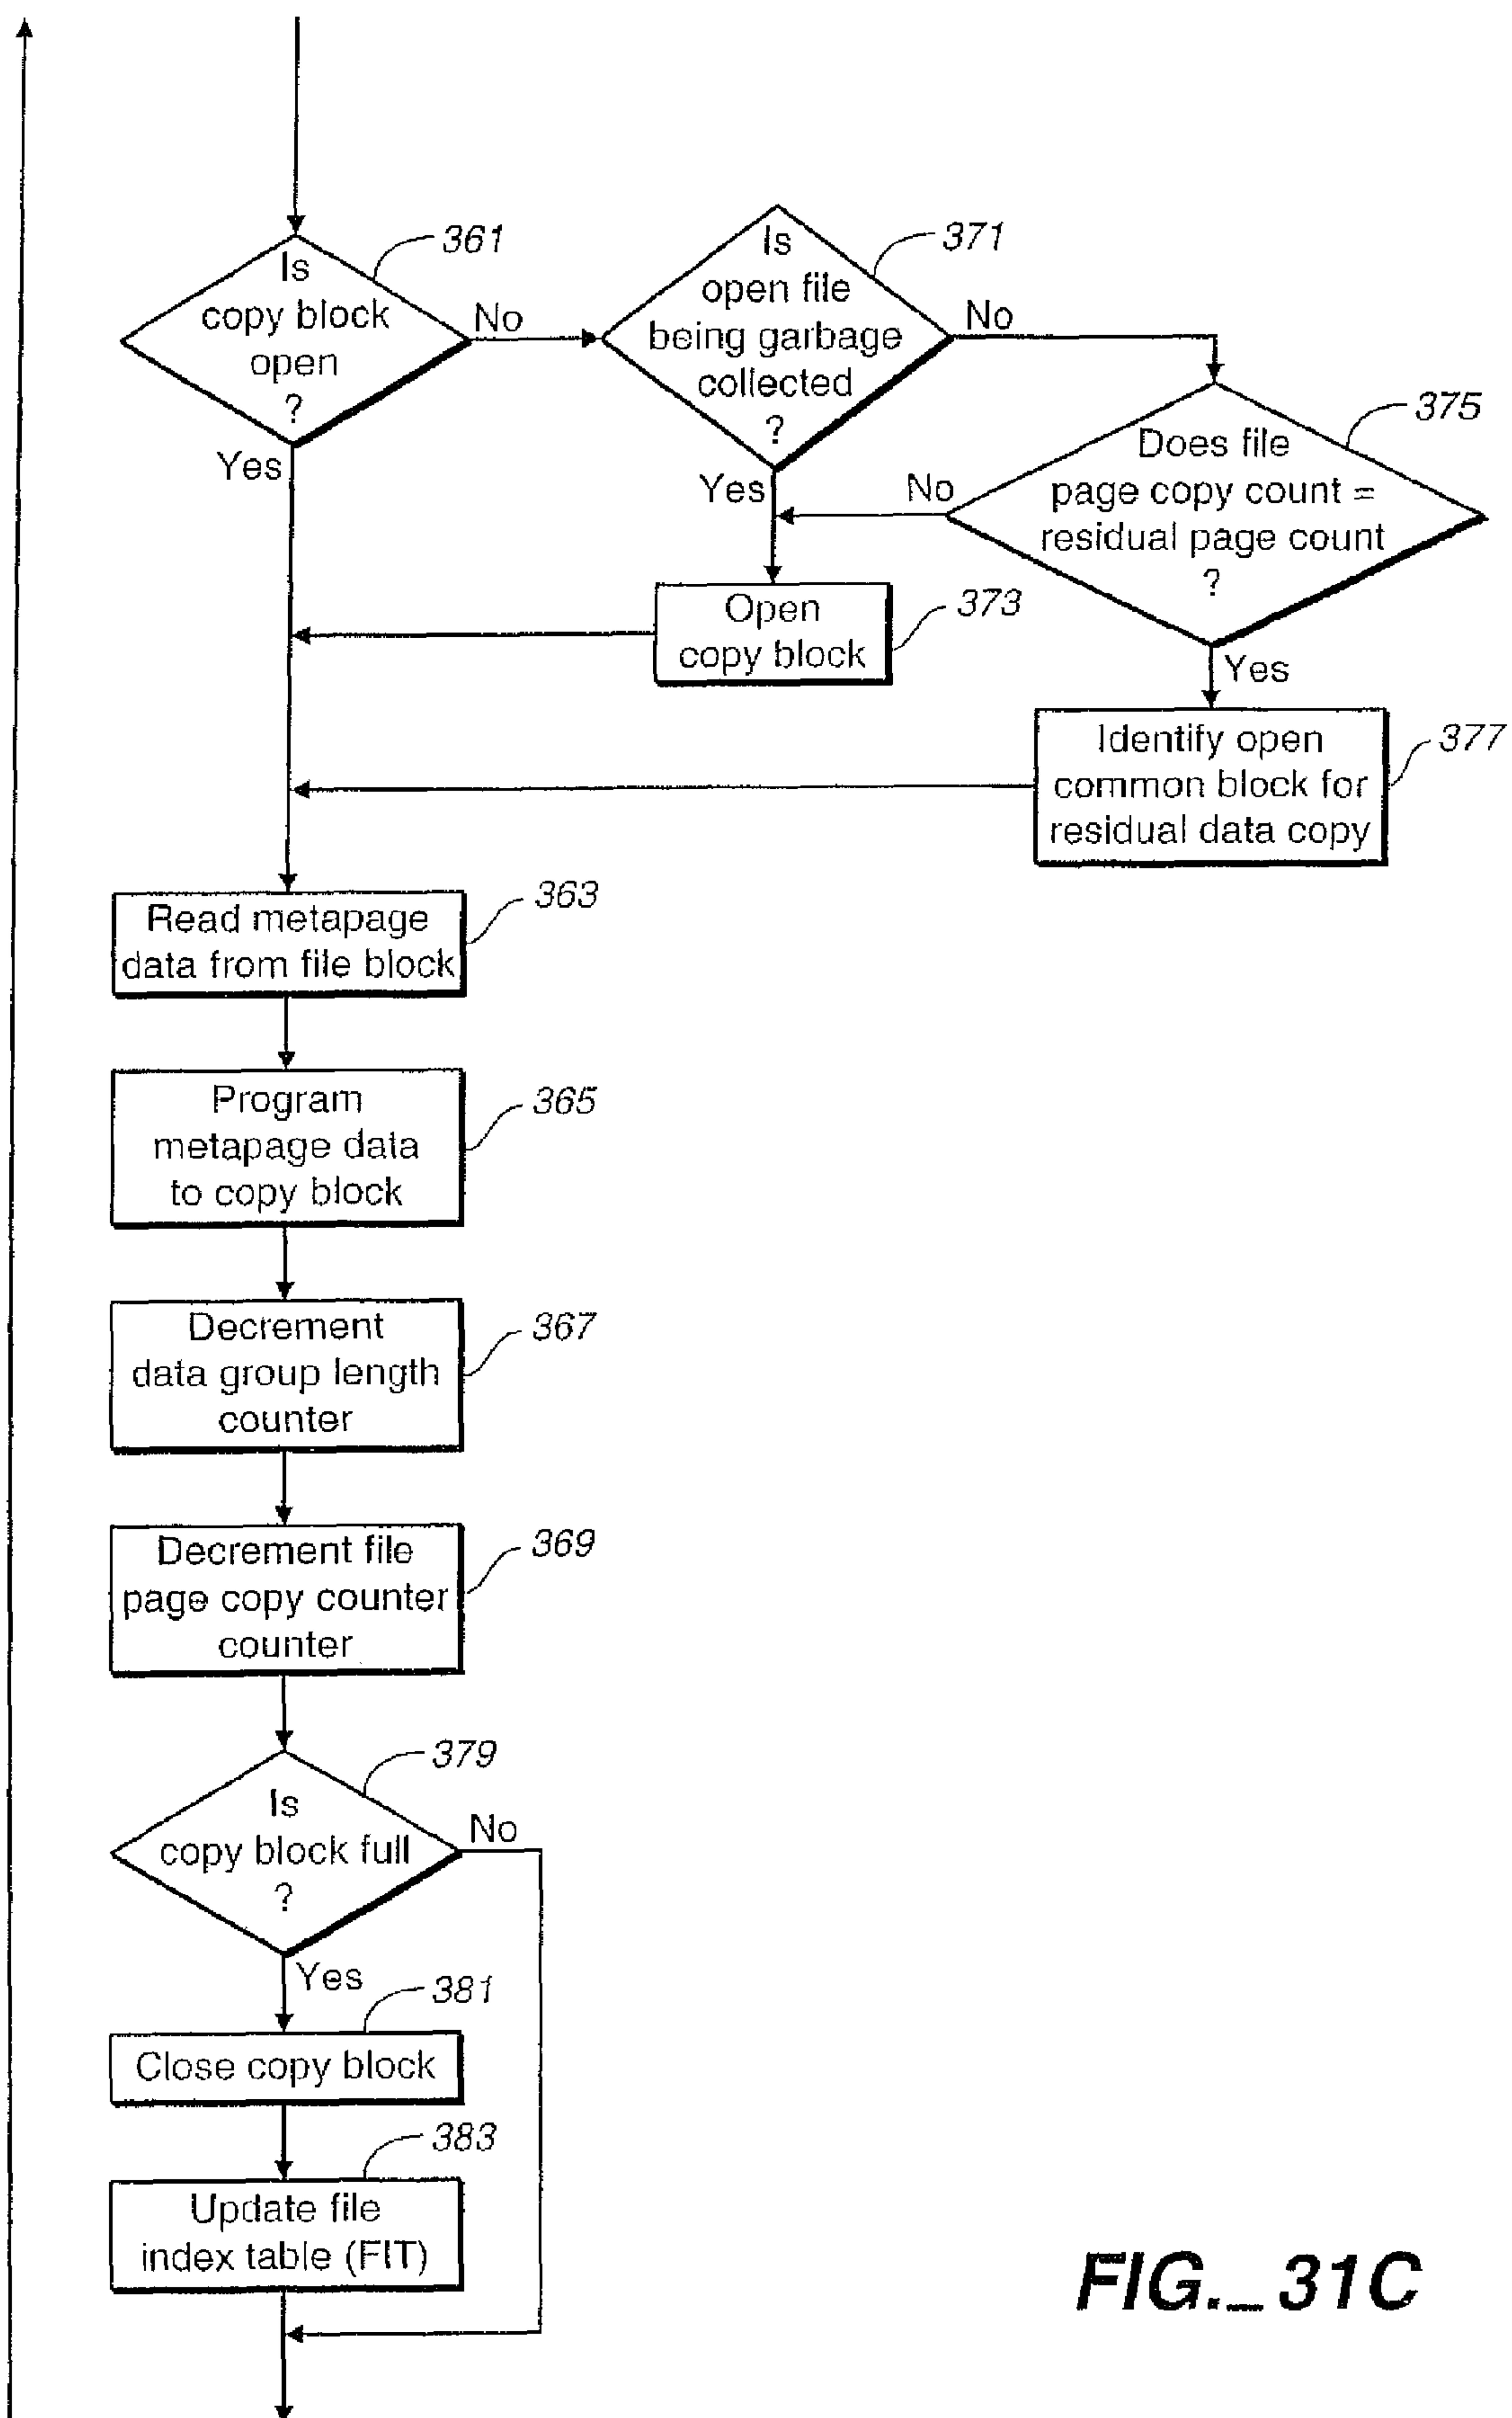 361
Is
copy block
open
?
No
Yes
371
Is
open file
being garbage
collected
?
No
Yes
375
Does file
page copy count =
residual page count
?
No
Yes
Open
copy block
373
Identify open
common block for
residual data copy
377
Read metapage
data from file block
363
Program
metapage data
to copy block
365
Decrement
data group length
counter
367
Decrement file
page copy counter
counter
369
379
Is
copy block full
?
No
Yes
381
Close copy block
383
Update file
index table (FIT)
FIG._31C